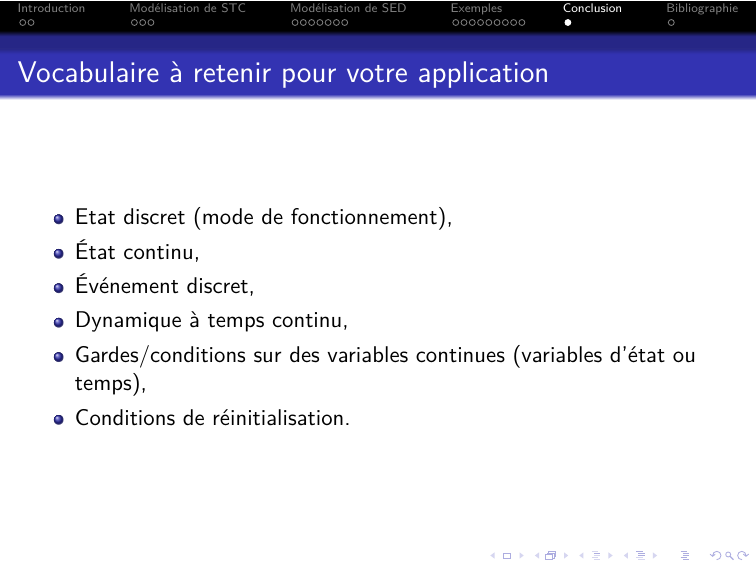 Introduction Modélisation de STC Modélisation de SED Exemples Conclusion Bibliographie
Vocabulaire à retenir pour votre application
Etat discret (mode de fonctionnement),
État continu,
Événement discret,
Dynamique à temps continu,
Gardes/conditions sur des variables continues (variables d'état ou
temps),
Conditions de réinitialisation.